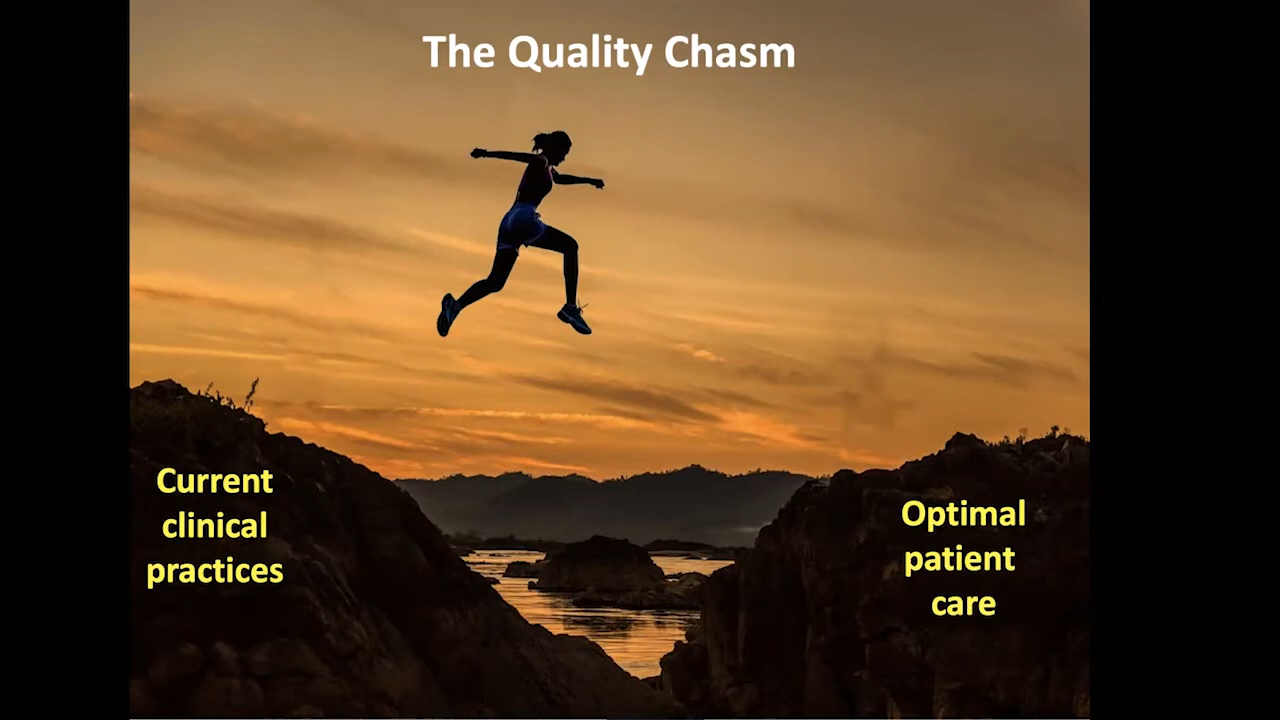 The Quality Chasm
Current
clinical
practices
Optimal
patient
care